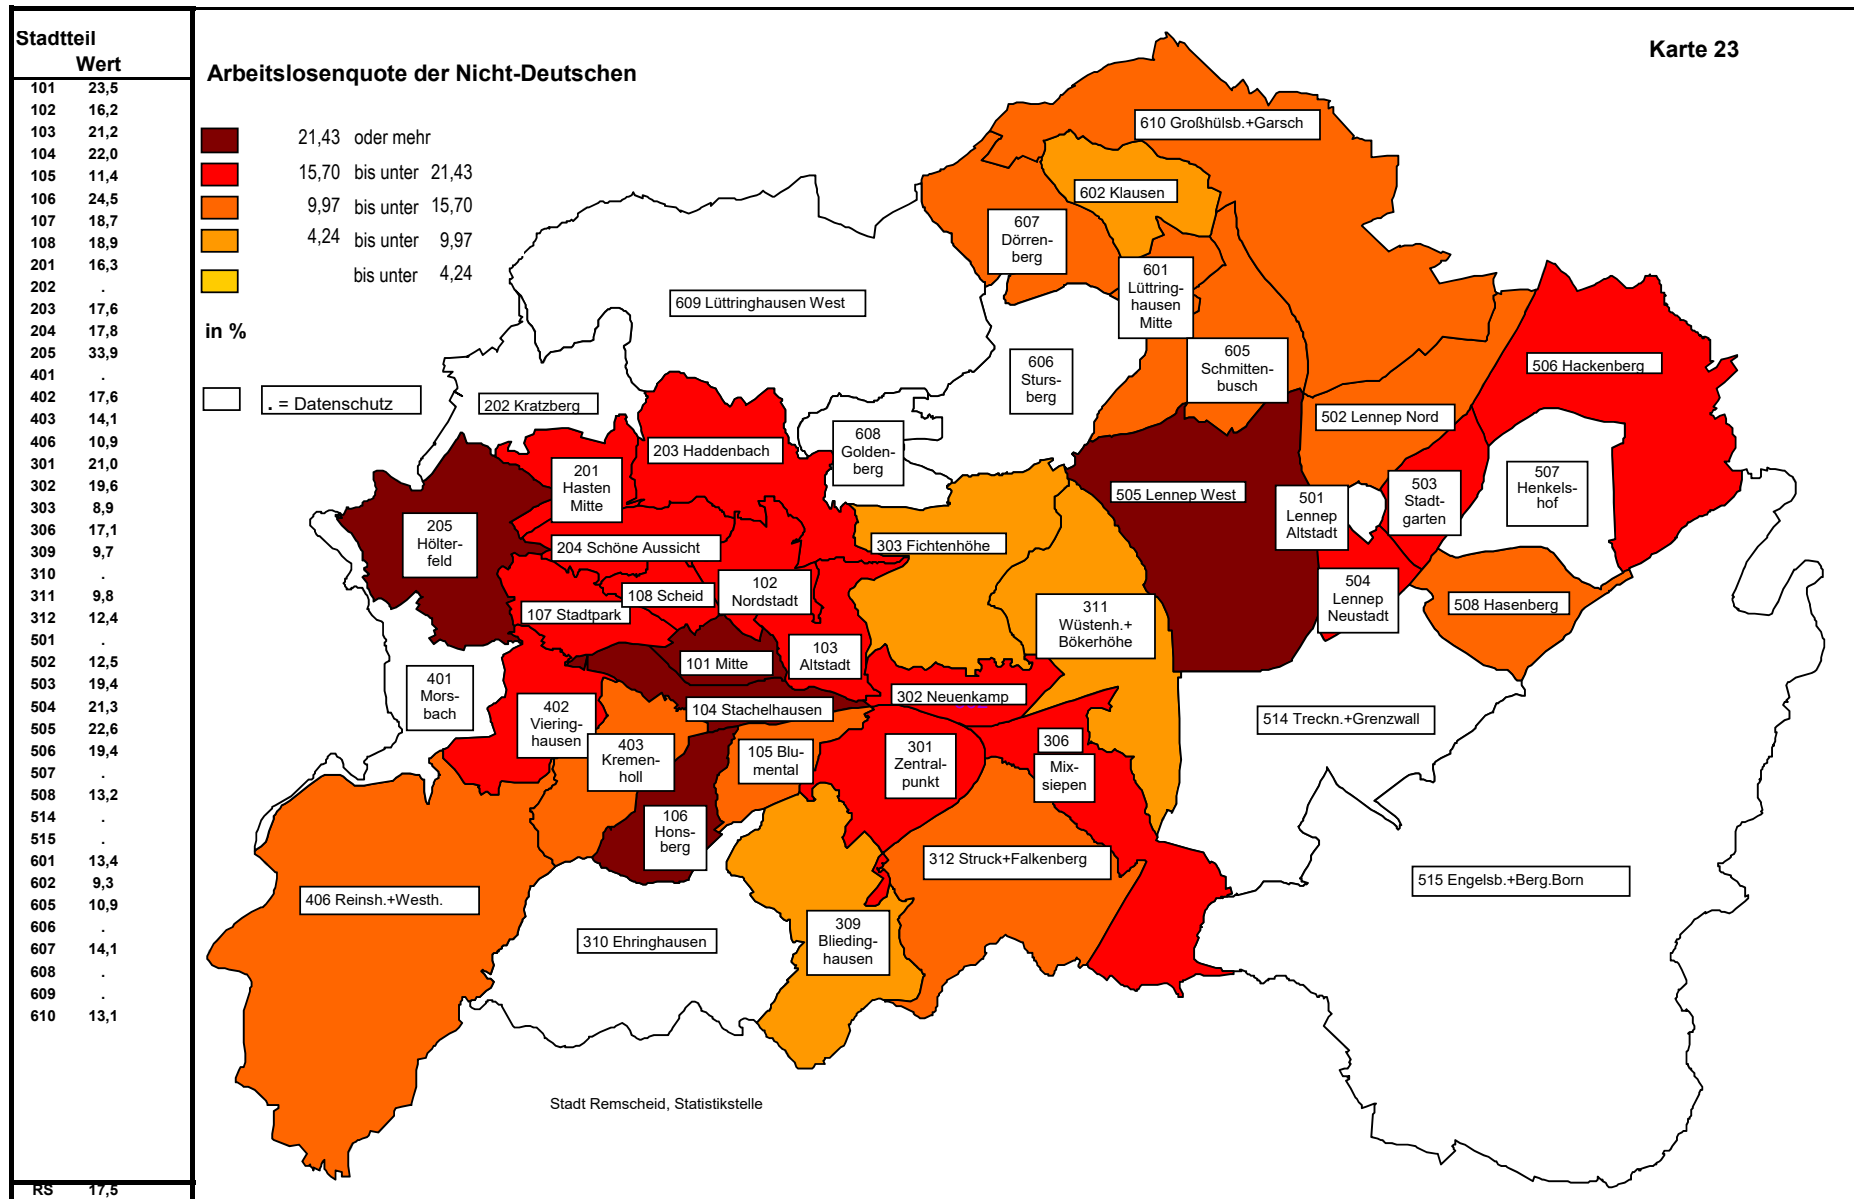 Stadtteil
Wert
101 23,5
102 16,2
103 21,2
104 22,0
105 11,4
106 24,5
107 18,7
108 18,9
201 16,3
202 .
203 17,6
204 17,8
205 33,9
401 .
402 17,6
403 14,1
406 10,9
301 21,0
302 19,6
303 8,9
306 17,1
309 9,7
310 .
311 9,8
312 12,4
501 .
502 12,5
503 19,4
504 21,3
505 22,6
506 19,4
507 .
508 13,2
514 .
515 .
601 13,4
602 9,3
605 10,9
606 .
607 14,1
608 .
609 .
610 13,1
RS 17,5
Karte 23
Arbeitslosenquote der Nicht-Deutschen
21,43 oder mehr
15,70 bis unter 21,43
9,97 bis unter 15,70
4,24 bis unter 9,97
bis unter 4,24
in %
. = Datenschutz
610 Großhülsb.+Garsch
602 Klausen
607
Dörren-
berg
601
Lüttring-
hausen
Mitte
609 Lüttringhausen West
605
Schmitten-
busch
606
Sturs-
berg
506 Hackenberg
202 Kratzberg
502 Lennep Nord
608
Golden-
berg
203 Haddenbach
201
Hasten
Mitte
505 Lennep West
501
Lennep
Altstadt
503
Stadt-
garten
507
Henkels-
hof
205
Hölter-
feld
204 Schöne Aussicht
303 Fichtenhöhe
102
Nordstadt
108 Scheid
107 Stadtpark
311
Wüstenh.+
Bökerhöhe
504
Lennep
Neustadt
508 Hasenberg
103
Altstadt
101 Mitte
401
Mors-
bach
302 Neuenkamp
402
Viering-
hausen
104 Stachelhausen
514 Treckn.+Grenzwall
403
Kremen-
holl
105 Blu-
mental
301
Zentral-
punkt
306
Mix-
siepen
106
Hons-
berg
312 Struck+Falkenberg
515 Engelsb.+Berg.Born
406 Reinsh.+Westh.
310 Ehringhausen
309
Blieding-
hausen
Stadt Remscheid, Statistikstelle